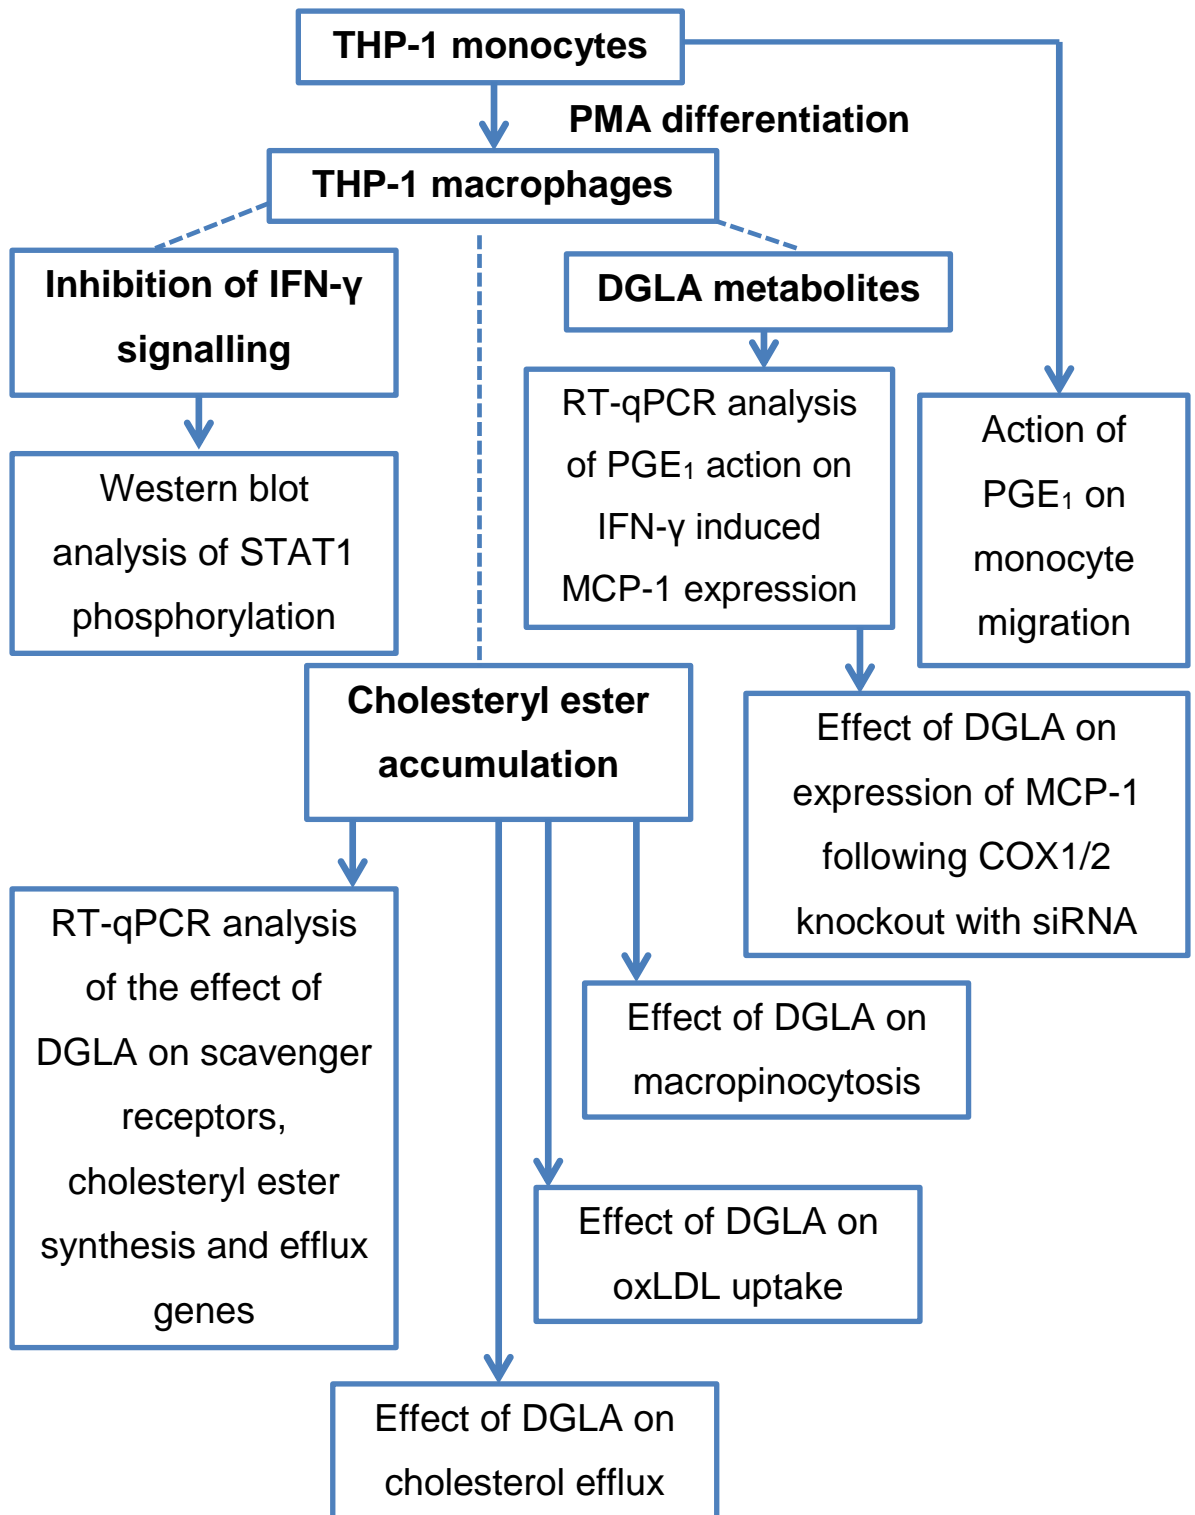 THP-1 monocytes
PMA differentiation
THP-1 macrophages
Inhibition of IFN-γ
signalling
Western blot
analysis of STAT1
phosphorylation
DGLA metabolites
RT-qPCR analysis
of PGE₁ action on
IFN-γ induced
MCP-1 expression
Action of
PGE₁ on
monocyte
migration
Effect of DGLA on
expression of MCP-1
following COX1/2
knockout with siRNA
Cholesteryl ester
accumulation
RT-qPCR analysis
of the effect of
DGLA on scavenger
receptors,
cholesteryl ester
synthesis and efflux
genes
Effect of DGLA on
macropinocytosis
Effect of DGLA on
oxLDL uptake
Effect of DGLA on
cholesterol efflux